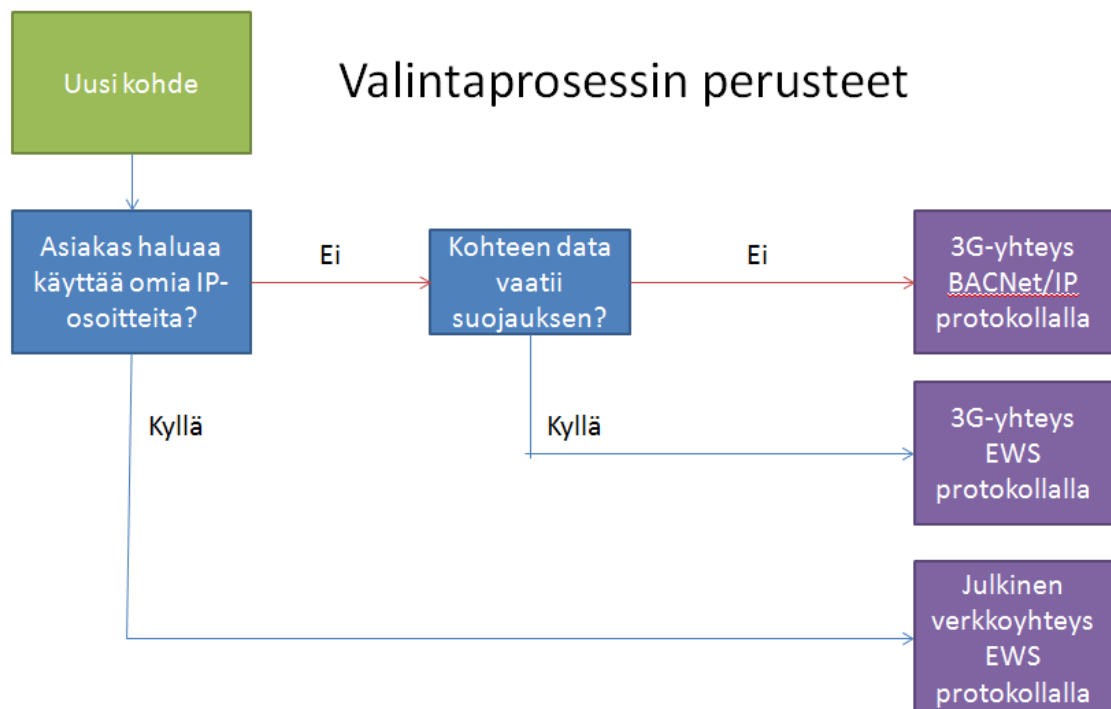 Uusi kohde
Valintaprosessin perusteet
Asiakas haluaa
käyttää omia IP-
osoitteita?
Ei
Kohteen data
vaatii
suojauksen?
Ei
3G-yhteys
BACNet/IP
protokollalla
Kyllä
Kyllä
3G-yhteys
EWS
protokollalla
Julkinen
verkkoyhteys
EWS
protokollalla